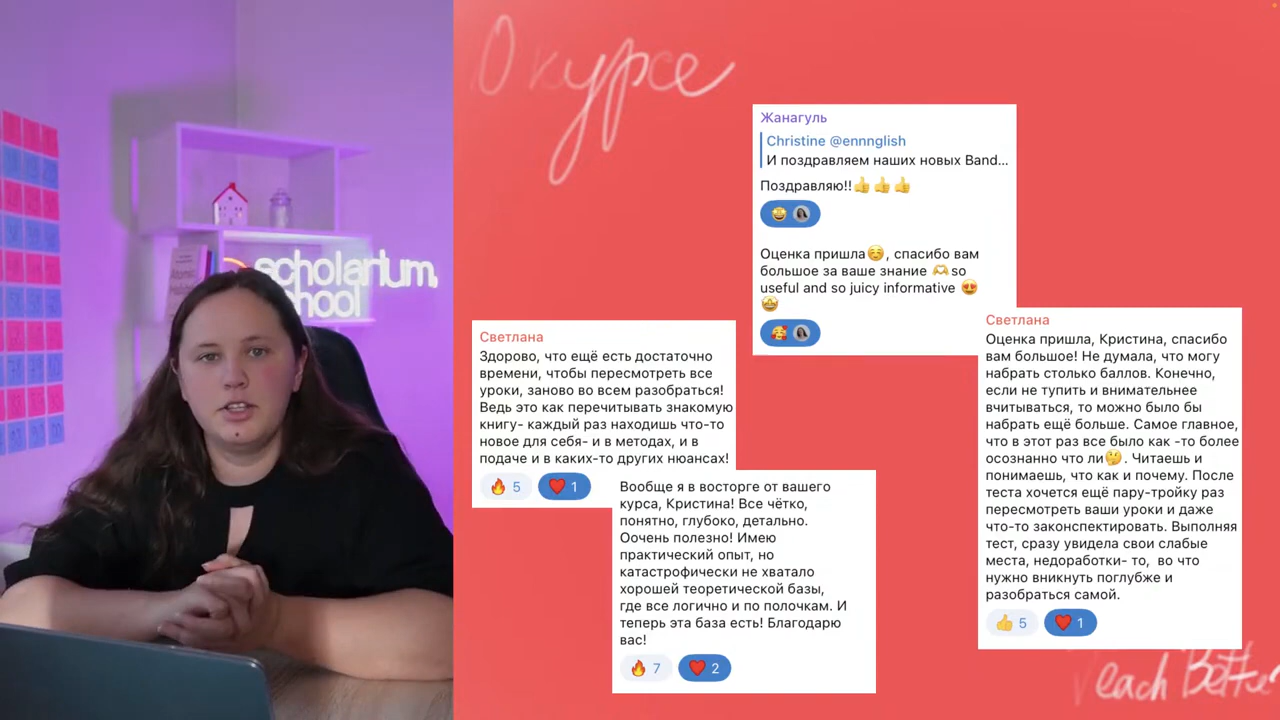 О курсе
scholarium,
school
Жанагуль
Christine @ennnglish
И поздравляем наших новых Band...
Поздравляю!!👍👍👍
Оценка пришла☺️, спасибо вам
большое за ваше знание 🫶so
useful and so juicy informative 😍
🤩
Светлана
Здорово, что ещё есть достаточно
времени, чтобы пересмотреть все
уроки, заново во всем разобраться!
Ведь это как перечитывать знакомую
книгу- каждый раз находишь что-то
новое для себя- и в методах, и в
подаче и в каких-то других нюансах!
🔥 5 ❤️ 1
Вообще я в восторге от вашего
курса, Кристина! Все чётко,
понятно, глубоко, детально.
Оочень полезно! Имею
практический опыт, но
катастрофически не хватало
хорошей теоретической базы,
где все логично и по полочкам. И
теперь эта база есть! Благодарю
вас!
🔥 7 ❤️ 2
Светлана
Оценка пришла, Кристина, спасибо
вам большое! Не думала, что могу
набрать столько баллов. Конечно,
если не тупить и внимательнее
вчитываться, то можно было бы
набрать ещё больше. Самое главное,
что в этот раз все было как -то более
осознанно что ли🤔. Читаешь и
понимаешь, что как и почему. После
теста хочется ещё пару-тройку раз
пересмотреть ваши уроки и даже
что-то законспектировать. Выполняя
тест, сразу увидела свои слабые
места, недоработки- то, во что
нужно вникнуть поглубже и
разобраться самой.
👍 5 ❤️ 1
Teach Better